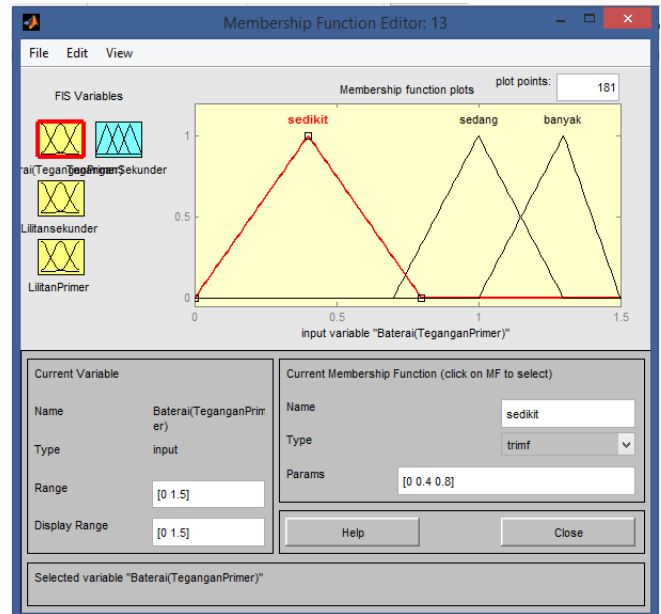 Membership Function Editor: 13
File Edit View
FIS Variables
Membership function plots
plot points:
181
sedikit
sedang
banyak
1
0.5
0
0
0.5
1
1.5
input variable "Baterai(TeganganPrimer)"
Lilitansekunder
LilitanPrimer
Current Variable
Name
Baterai(TeganganPrim
er)
Type
input
Range
[0 1.5]
Display Range
[0 1.5]
Current Membership Function (click on MF to select)
Name
sedikit
Type
trimf
Params
[0 0.4 0.8]
Help
Close
Selected variable "Baterai(TeganganPrimer)"